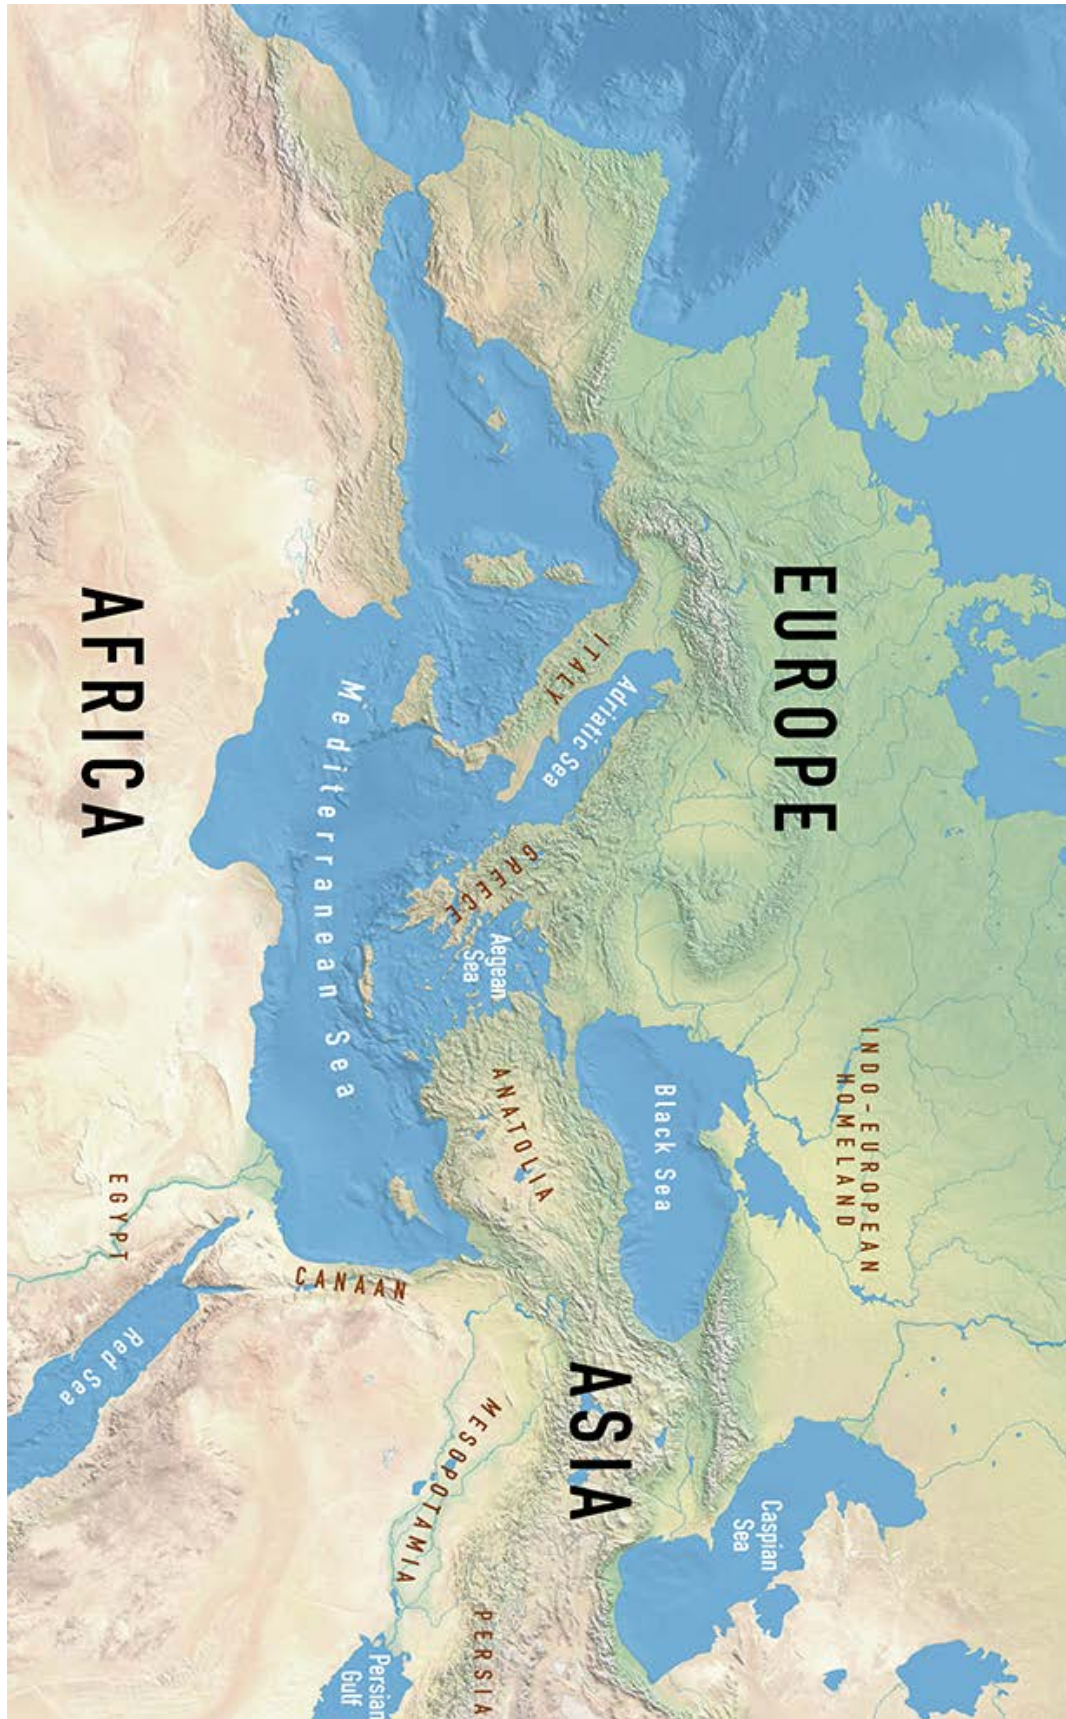 EUROPE
INDO-EUROPEAN
HOMELAND
ITALY
Adriatic Sea
Black Sea
Caspian
Sea
GREECE
Aegean
Sea
ANATOLIA
ASIA
Mediterranean Sea
MESOPOTAMIA
PERSIA
CANAAN
Persian
Gulf
AFRICA
EGYPT
Red Sea